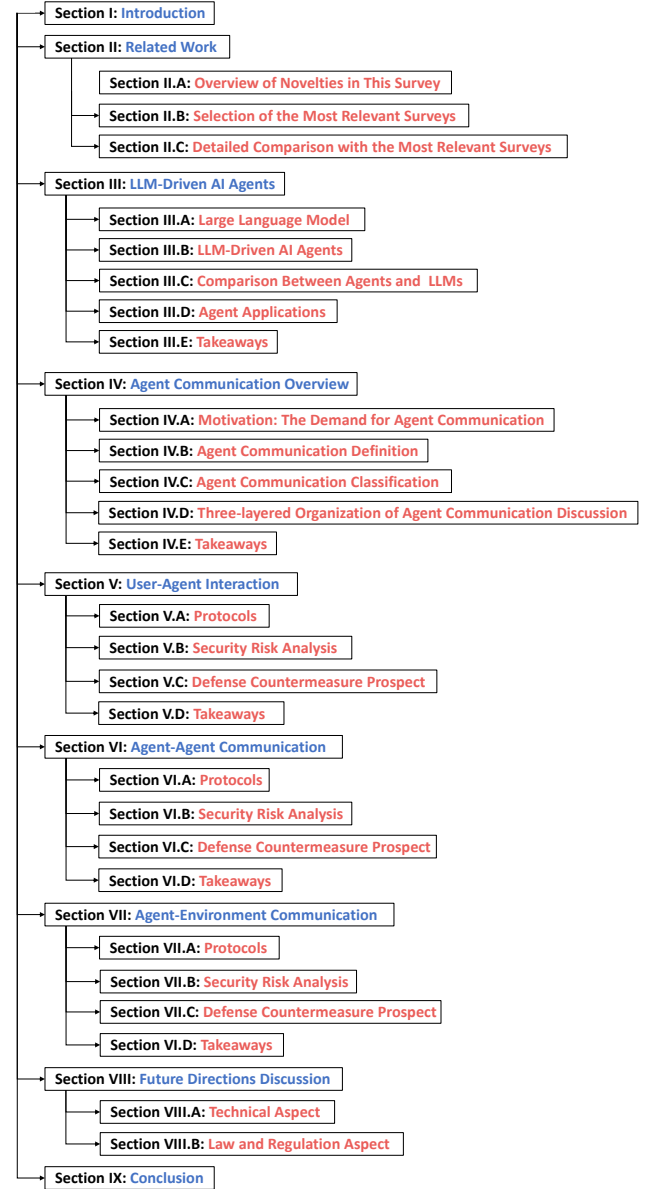 Section I: Introduction
Section II: Related Work
Section II.A: Overview of Novelties in This Survey
Section II.B: Selection of the Most Relevant Surveys
Section II.C: Detailed Comparison with the Most Relevant Surveys
Section III: LLM-Driven AI Agents
Section III.A: Large Language Model
Section III.B: LLM-Driven AI Agents
Section III.C: Comparison Between Agents and LLMs
Section III.D: Agent Applications
Section III.E: Takeaways
Section IV: Agent Communication Overview
Section IV.A: Motivation: The Demand for Agent Communication
Section IV.B: Agent Communication Definition
Section IV.C: Agent Communication Classification
Section IV.D: Three-layered Organization of Agent Communication Discussion
Section IV.E: Takeaways
Section V: User-Agent Interaction
Section V.A: Protocols
Section V.B: Security Risk Analysis
Section V.C: Defense Countermeasure Prospect
Section V.D: Takeaways
Section VI: Agent-Agent Communication
Section VI.A: Protocols
Section VI.B: Security Risk Analysis
Section VI.C: Defense Countermeasure Prospect
Section VI.D: Takeaways
Section VII: Agent-Environment Communication
Section VII.A: Protocols
Section VII.B: Security Risk Analysis
Section VII.C: Defense Countermeasure Prospect
Section VI.D: Takeaways
Section VIII: Future Directions Discussion
Section VIII.A: Technical Aspect
Section VIII.B: Law and Regulation Aspect
Section IX: Conclusion